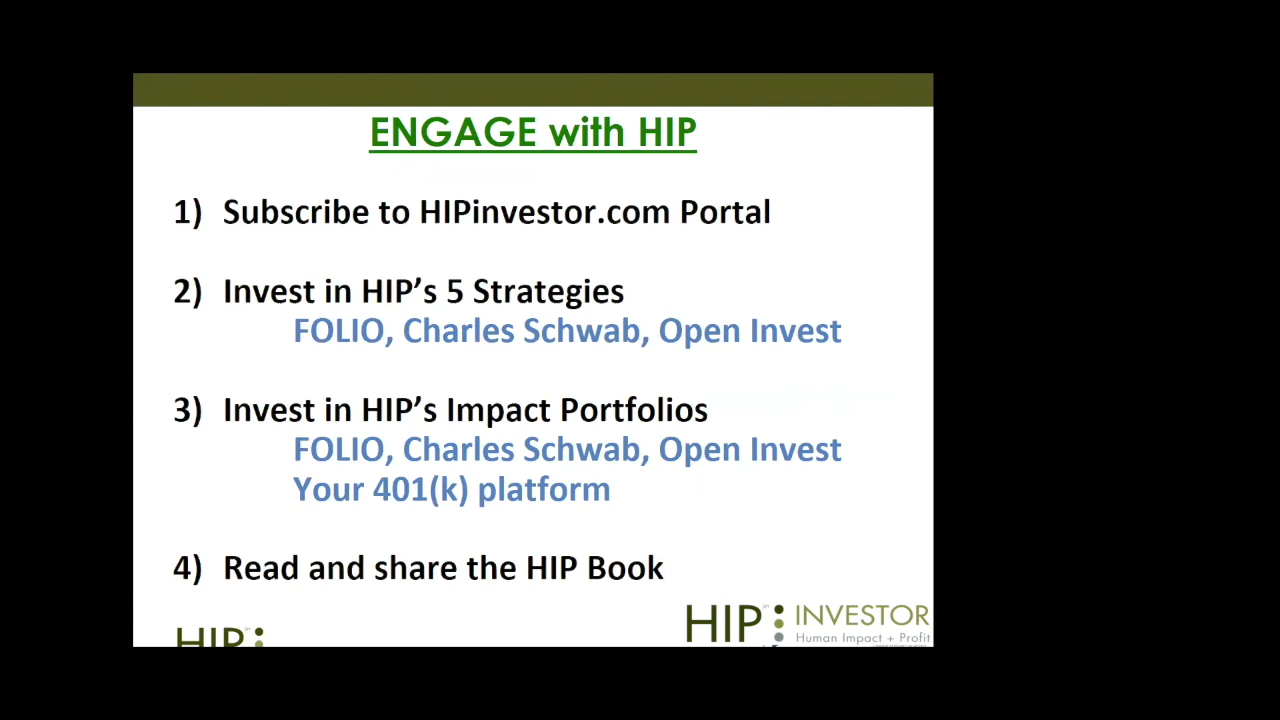 ENGAGE with HIP
1) Subscribe to HIPinvestor.com Portal
2) Invest in HIP’s 5 Strategies
FOLIO, Charles Schwab, Open Invest
3) Invest in HIP’s Impact Portfolios
FOLIO, Charles Schwab, Open Invest
Your 401(k) platform
4) Read and share the HIP Book
HIP INVESTOR
Human Impact + Profit
HIP